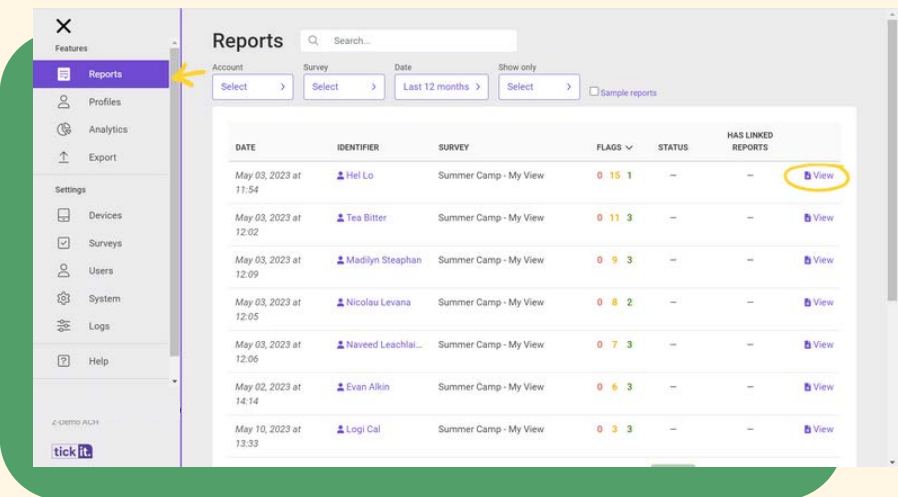 Features
Reports
Profiles
Analytics
Export
Settings
Devices
Surveys
Users
System
Logs
Help
Z-Demo ACH
tick it.
Reports
Search...
Account Survey Date Show only
Select Select Last 12 months Select Sample reports
DATE IDENTIFIER SURVEY FLAGS STATUS HAS LINKED REPORTS
May 03, 2023 at 11:54 Hel Lo Summer Camp - My View 0 15 1 — — View
May 03, 2023 at 12:02 Tea Bitter Summer Camp - My View 0 11 3 — — View
May 03, 2023 at 12:09 Madilyn Steaphan Summer Camp - My View 0 9 3 — — View
May 03, 2023 at 12:05 Nicolau Levana Summer Camp - My View 0 8 2 — — View
May 03, 2023 at 12:06 Naveed Leachlai... Summer Camp - My View 0 7 3 — — View
May 02, 2023 at 14:14 Evan Alkin Summer Camp - My View 0 6 3 — — View
May 10, 2023 at 13:33 Logi Cal Summer Camp - My View 0 3 3 — — View